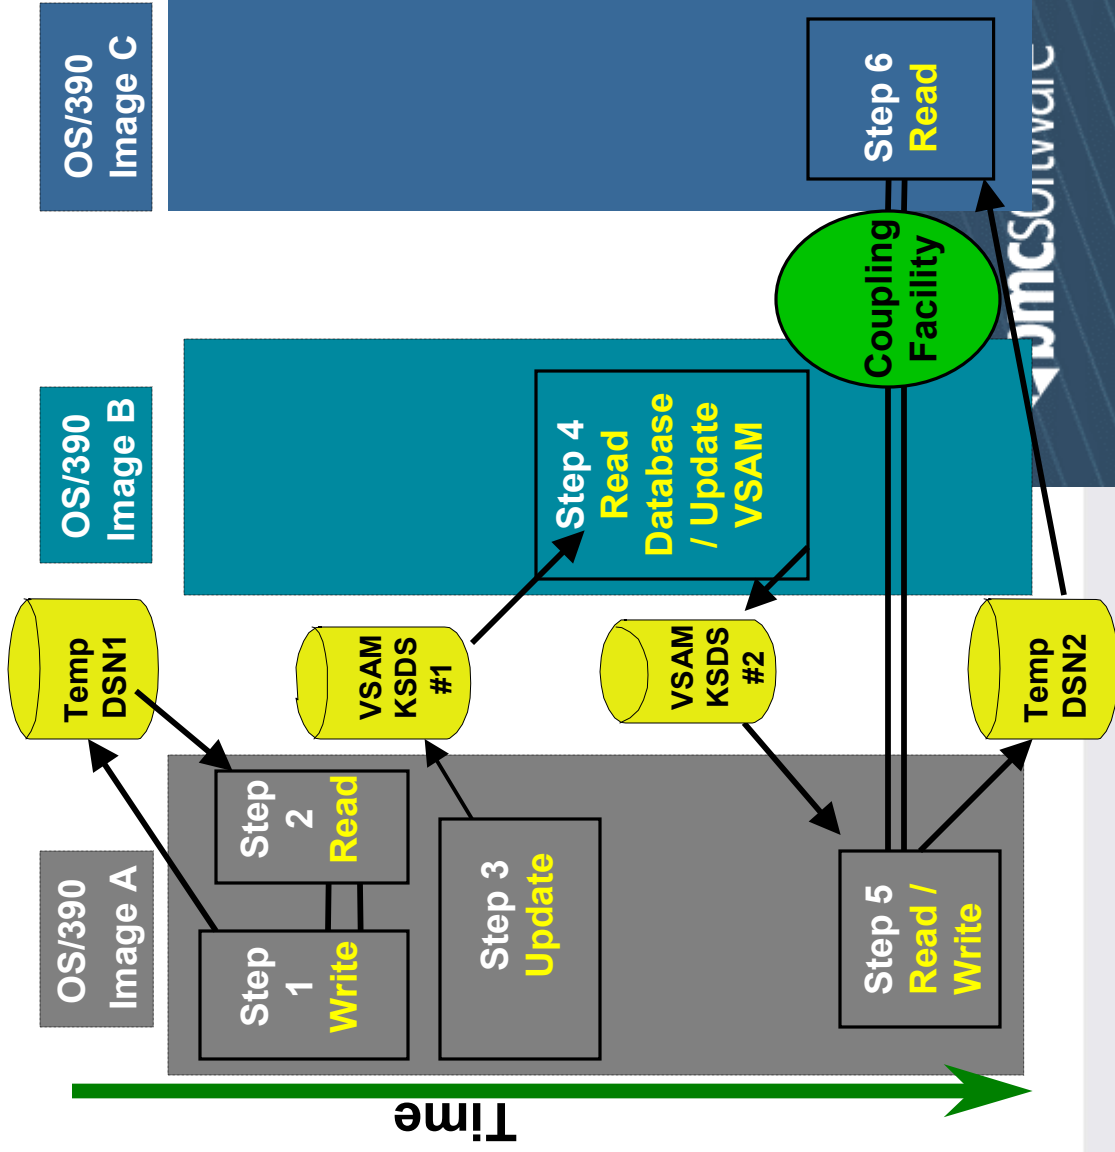 OS/390
Image A
OS/390
Image B
OS/390
Image C
Time
Step
1
Write
Step
2
Read
Temp
DSN1
Step 3
Update
VSAM
KSDS
#1
Step 4
Read
Database
/ Update
VSAM
VSAM
KSDS
#2
Step 5
Read /
Write
Coupling
Facility
Step 6
Read
Temp
DSN2
bmcsoftware